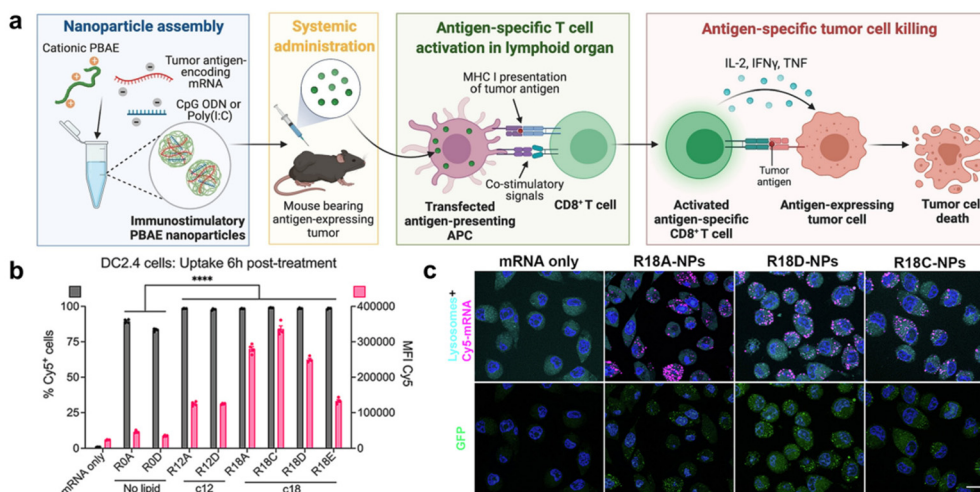 a
Nanoparticle assembly
Cationic PBAE
Tumor antigen-
encoding
mRNA
CpG ODN or
Poly(I:C)
Immunostimulatory
PBAE nanoparticles
Systemic
administration
Mouse bearing
antigen-expressing
tumor
Antigen-specific T cell
activation in lymphoid organ
MHC I presentation
of tumor antigen
Co-stimulatory
signals
Transfected
antigen-presenting
APC
CD8+ T cell
Antigen-specific tumor cell killing
IL-2, IFNγ, TNF
Tumor
antigen
Activated
antigen-specific
CD8+ T cell
Antigen-expressing
tumor cell
Tumor cell
death
b
DC2.4 cells: Uptake 6h post-treatment
****
% Cy5+ cells
100
75
50
25
0
MFI Cy5
400000
300000
200000
100000
0
mRNA only
R0A
R0D
R12A
R12D
R18A
R18C
R18D
R18E
No lipid
c12
c18
c
mRNA only
R18A-NPs
R18D-NPs
R18C-NPs
Lysosomes+
Cy5-mRNA
GFP